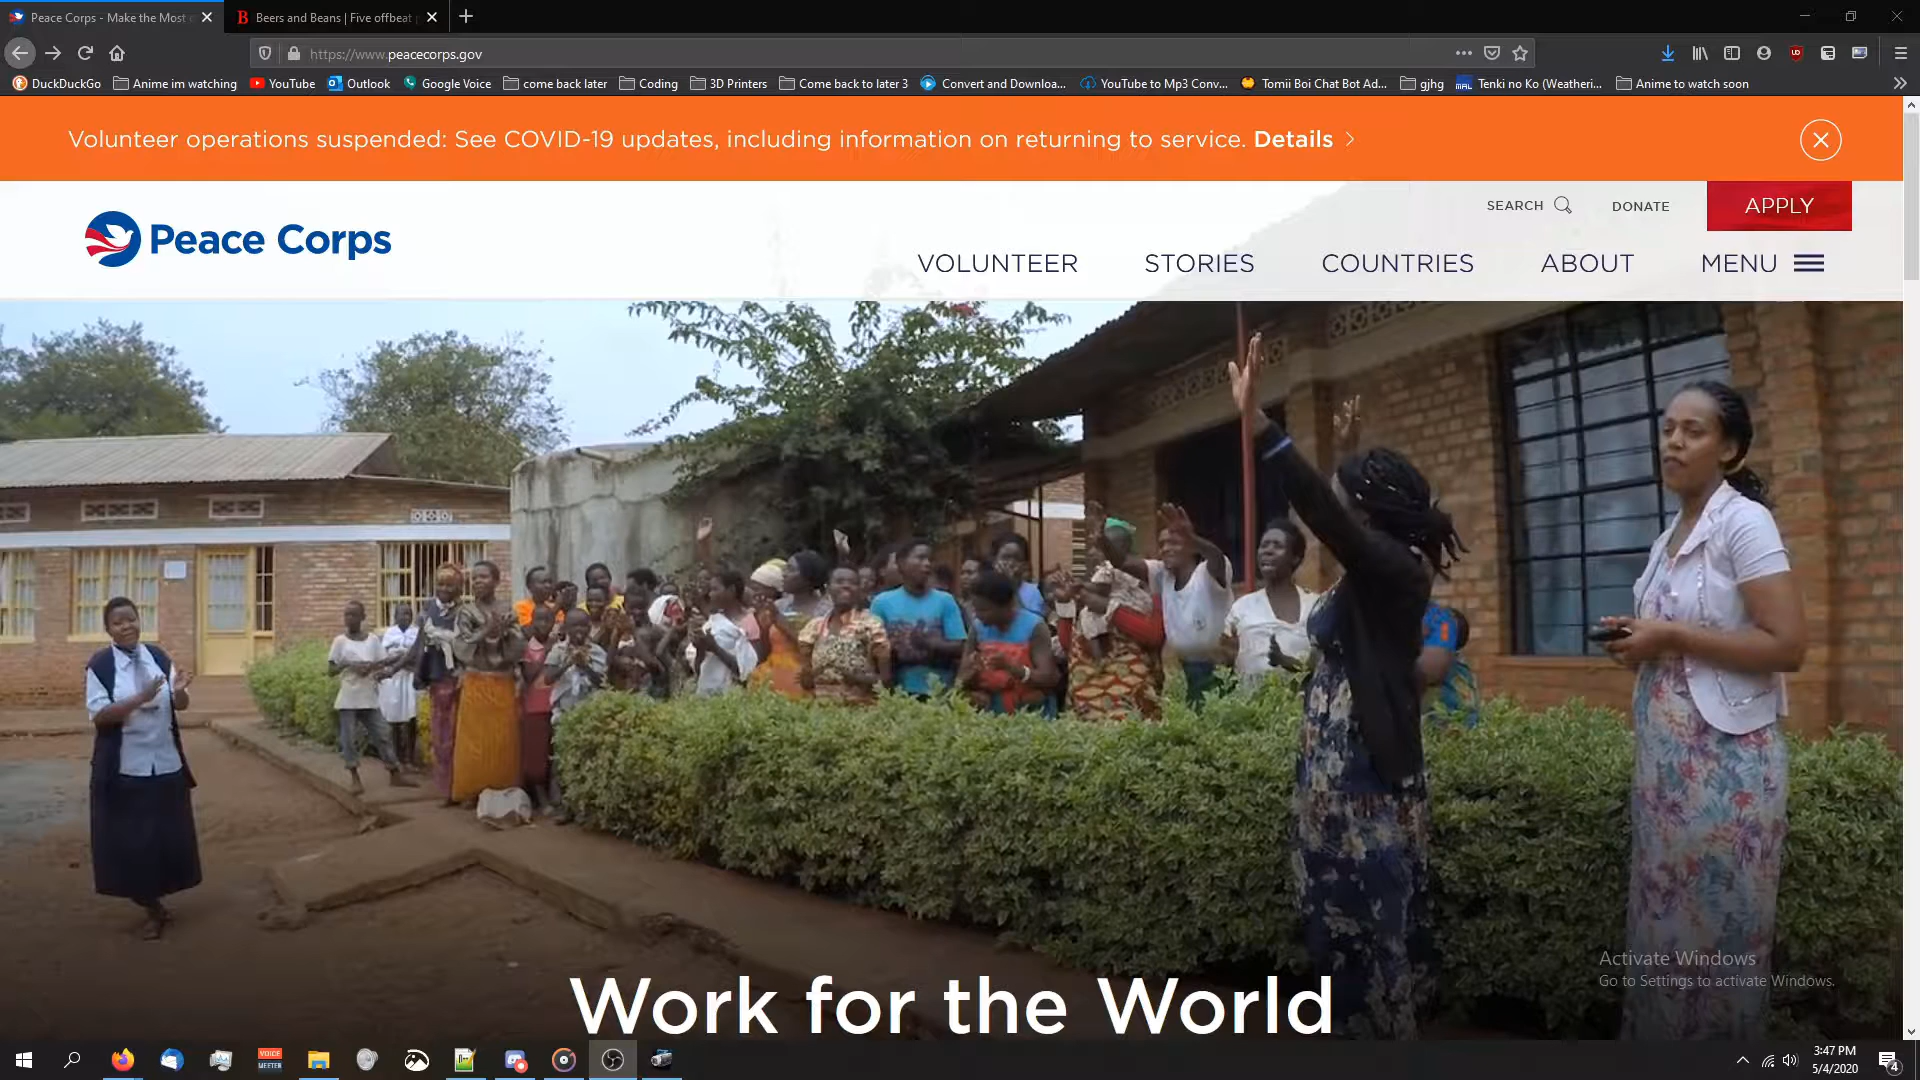 Peace Corps - Make the Most o
Beers and Beans | Five offbeat
https://www.peacecorps.gov
DuckDuckGo
Anime im watching
YouTube
Outlook
Google Voice
come back later
Coding
3D Printers
Come back to later 3
Convert and Downloa...
YouTube to Mp3 Conv...
Tomii Boi Chat Bot Ad...
gjhg
Tenki no Ko (Weatheri...
Anime to watch soon
Volunteer operations suspended: See COVID-19 updates, including information on returning to service. Details
SEARCH
DONATE
APPLY
Peace Corps
VOLUNTEER
STORIES
COUNTRIES
ABOUT
MENU
Work for the World
Activate Windows
Go to Settings to activate Windows.
VOICE
MEETER
3:47 PM
5/4/2020
4